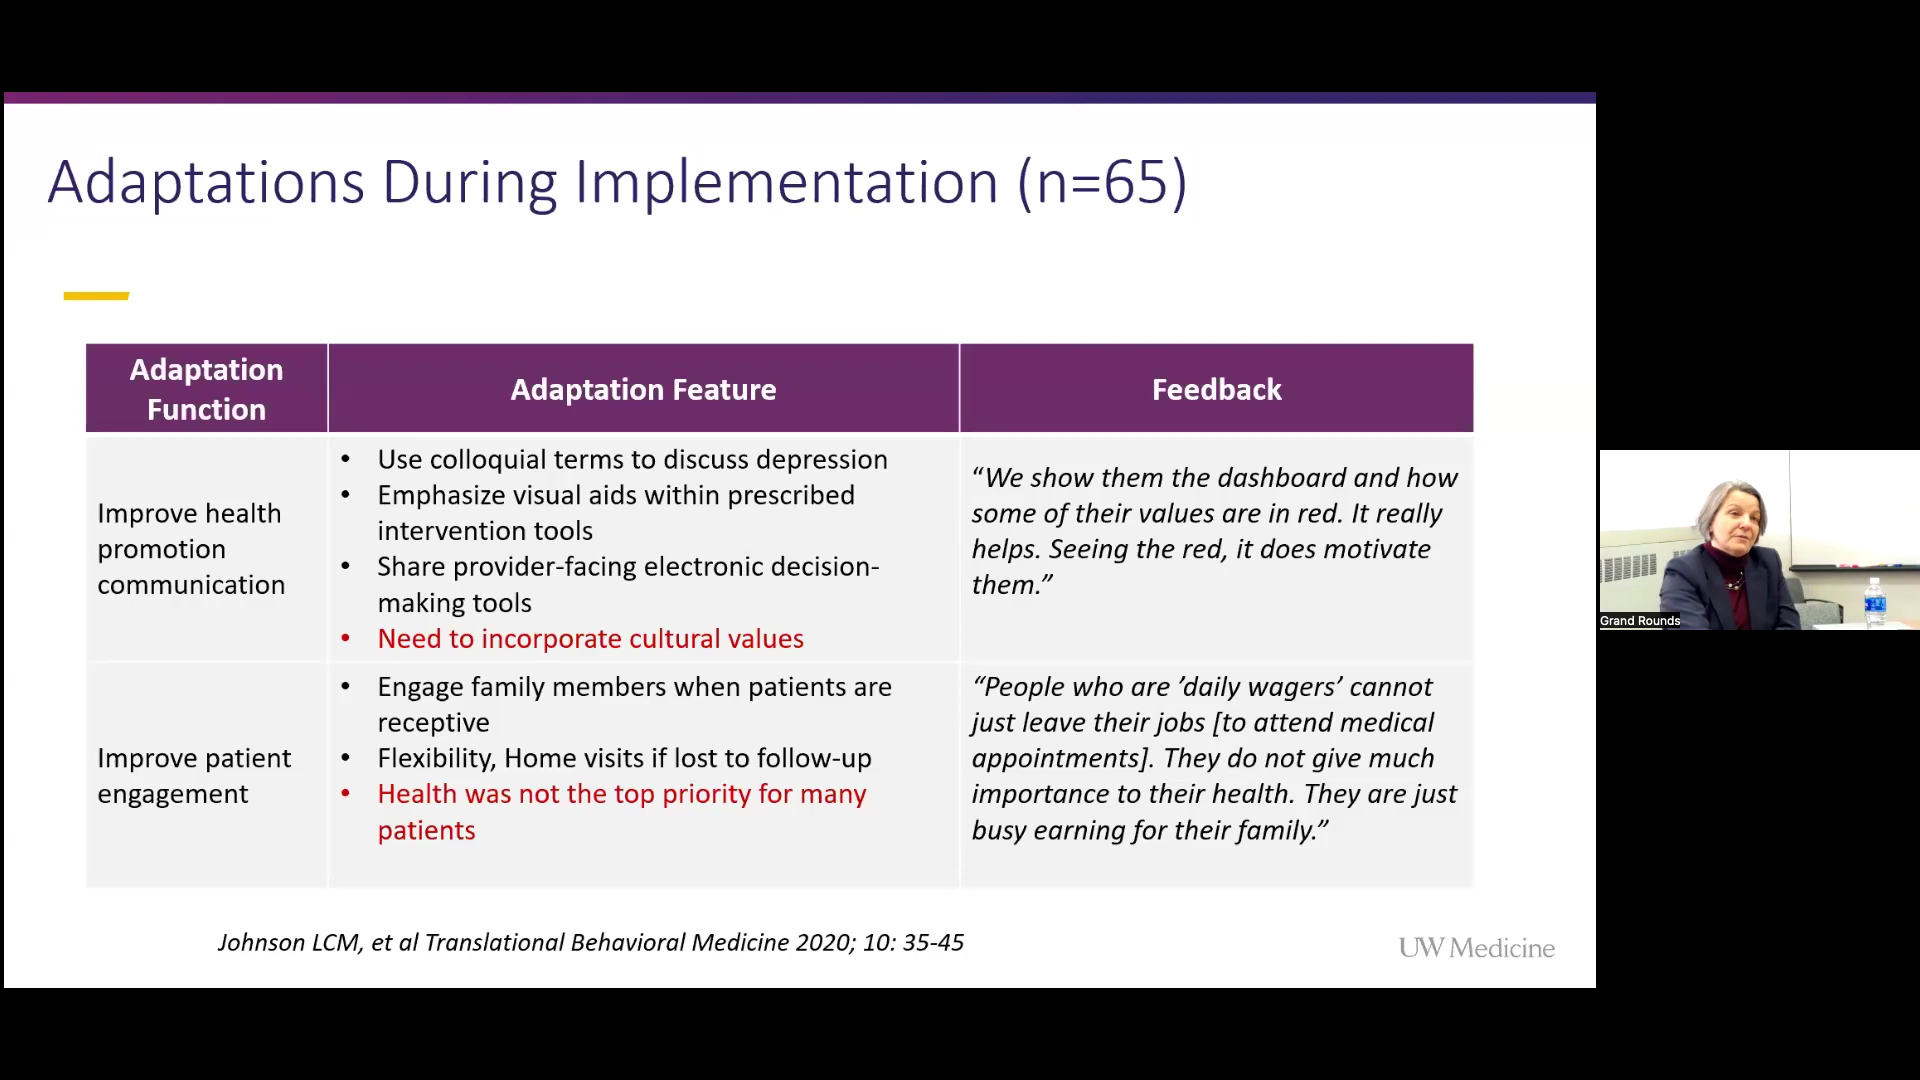 Adaptations During Implementation (n=65)
Adaptation
Function
Adaptation Feature
Feedback
Improve health
promotion
communication
• Use colloquial terms to discuss depression
• Emphasize visual aids within prescribed
intervention tools
• Share provider-facing electronic decision-
making tools
• Need to incorporate cultural values
“We show them the dashboard and how
some of their values are in red. It really
helps. Seeing the red, it does motivate
them.”
Improve patient
engagement
• Engage family members when patients are
receptive
• Flexibility, Home visits if lost to follow-up
• Health was not the top priority for many
patients
“People who are ’daily wagers’ cannot
just leave their jobs [to attend medical
appointments]. They do not give much
importance to their health. They are just
busy earning for their family.”
Johnson LCM, et al Translational Behavioral Medicine 2020; 10: 35-45
UW Medicine
Grand Rounds